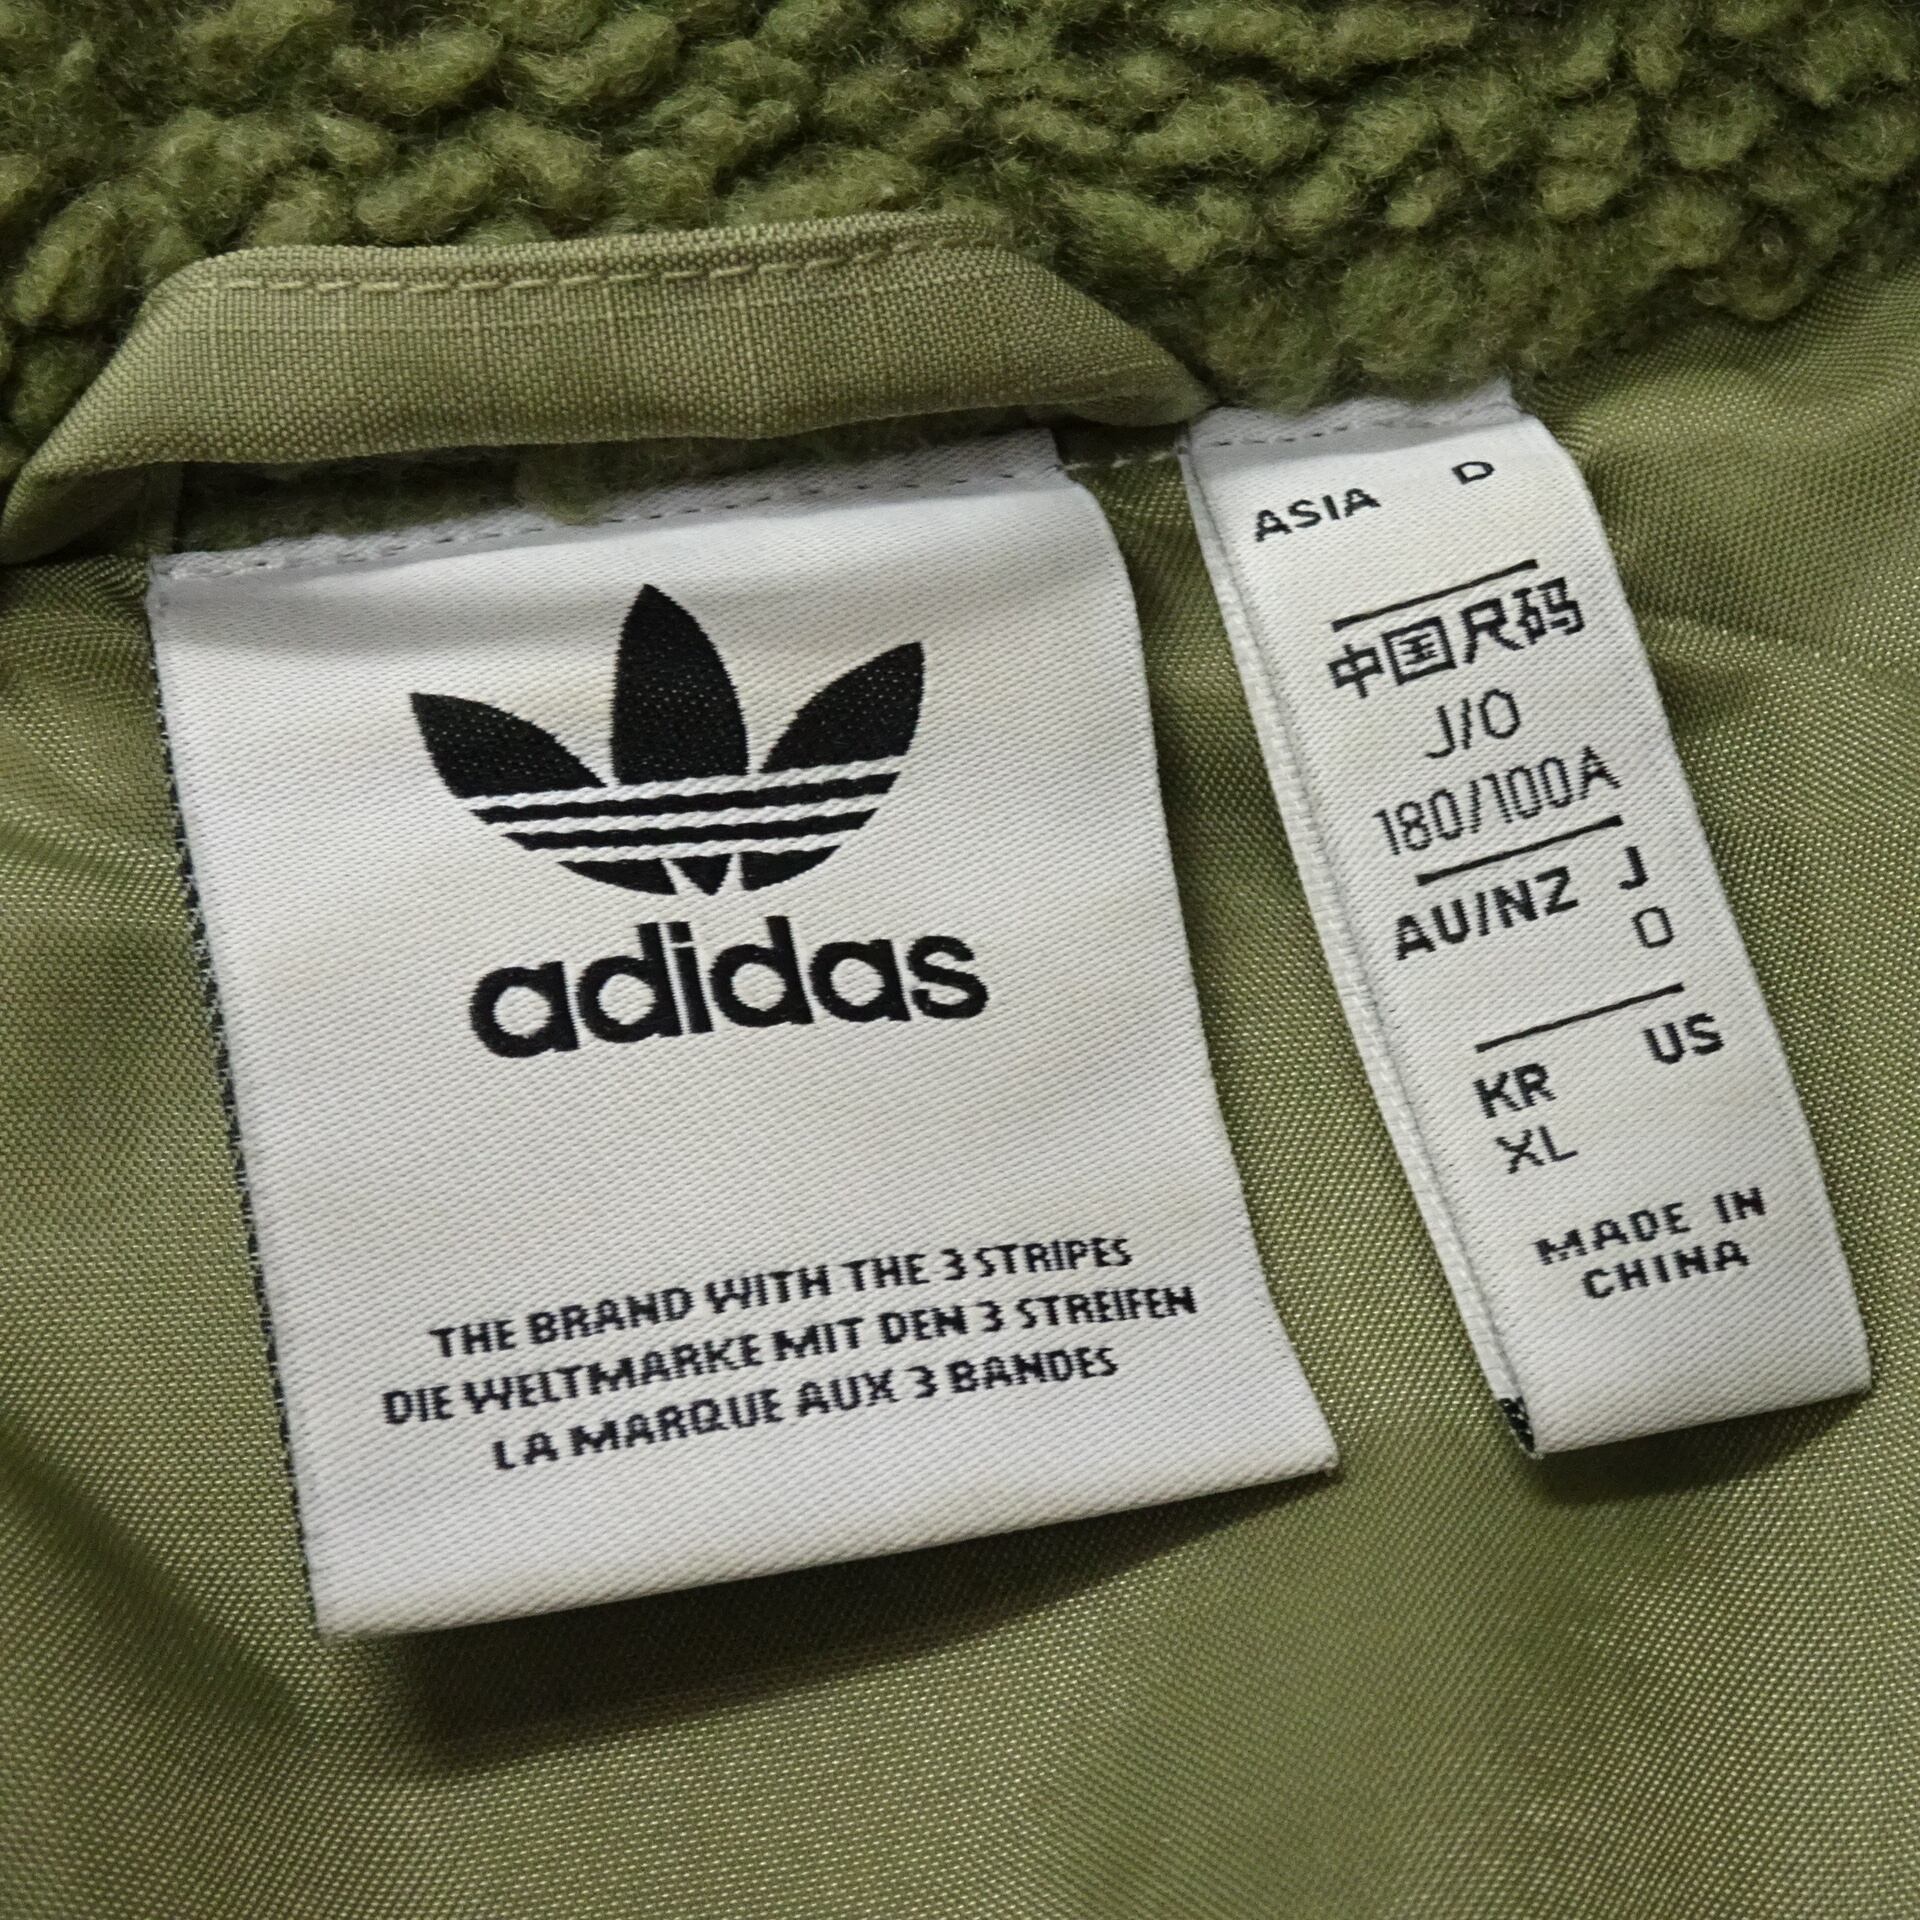 adidas
THE BRAND WITH THE 3 STRIPES
DIE WELTMARKE MIT DEN 3 STREIFEN
LA MARQUE AUX 3 BANDES
ASIA D
中国尺码
J/O
180/100A
AU/NZ J
O
KR US
XL
MADE IN
CHINA